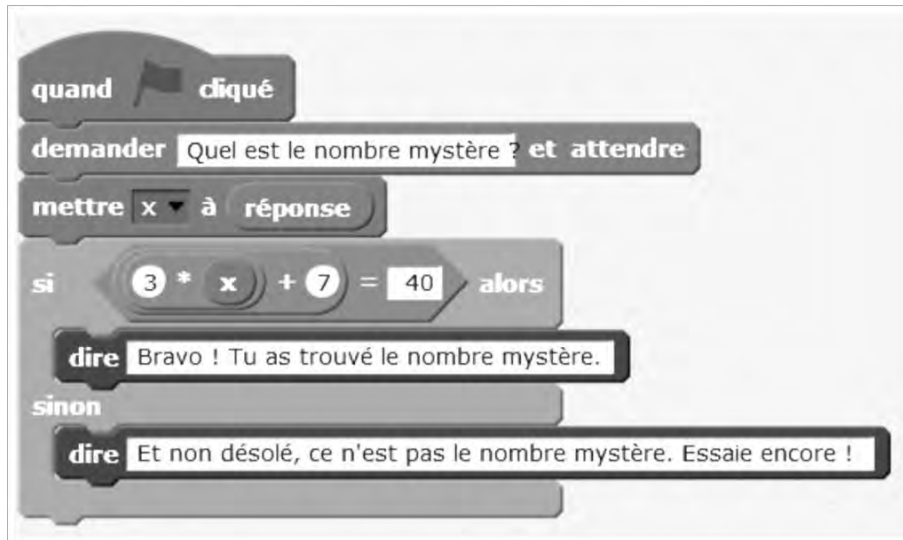 quand cliqué
demander Quel est le nombre mystère ? et attendre
mettre x à réponse
si 3 * x + 7 = 40 alors
dire Bravo ! Tu as trouvé le nombre mystère.
sinon
dire Et non désolé, ce n'est pas le nombre mystère. Essaie encore !